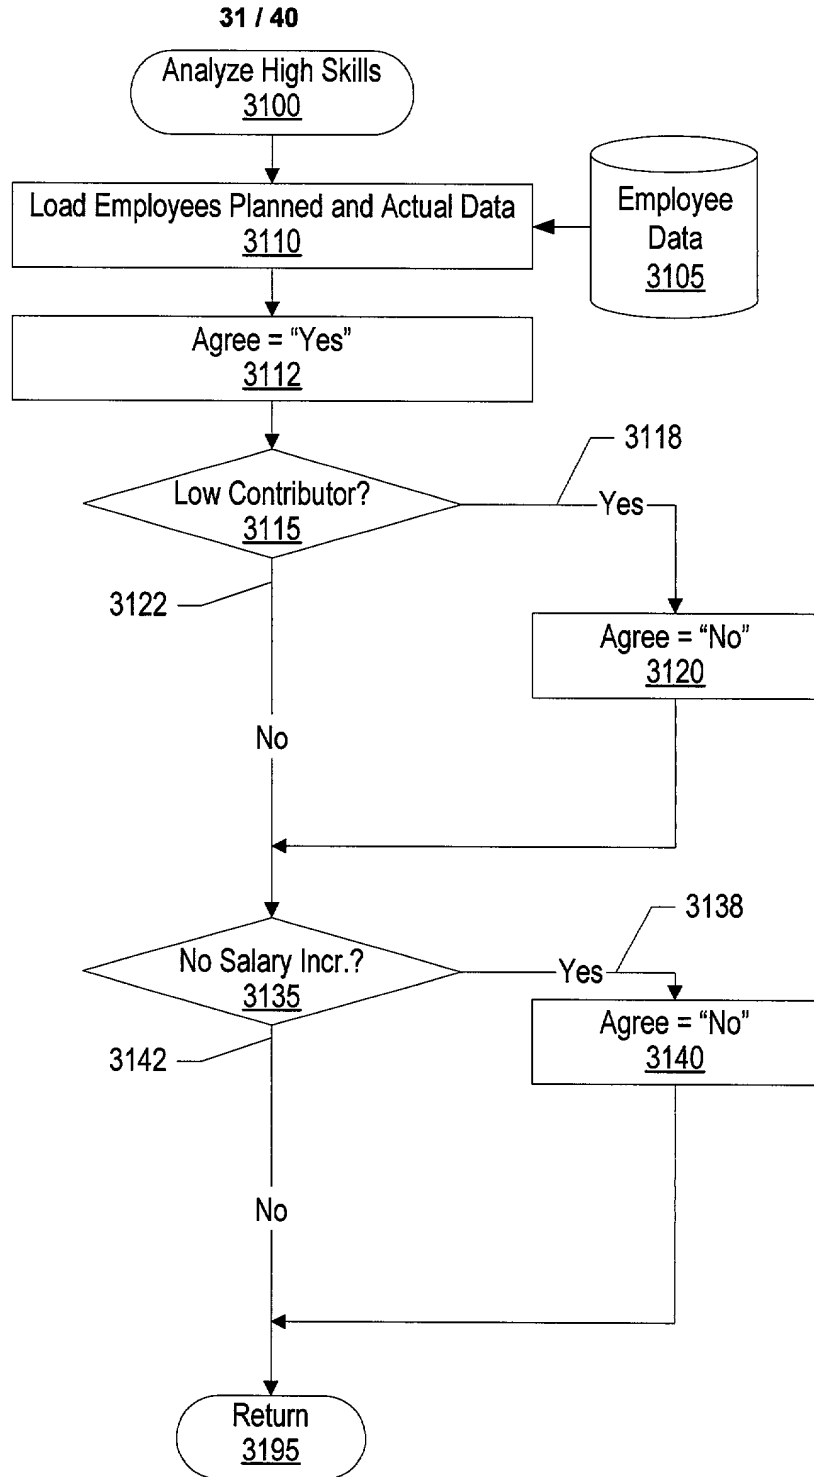 31 / 40
Analyze High Skills
3100
Load Employees Planned and Actual Data
3110
Employee
Data
3105
Agree = “Yes”
3112
Low Contributor?
3115
3118
Yes
3122
Agree = “No”
3120
No
No Salary Incr.?
3135
3138
Yes
3142
Agree = “No”
3140
No
Return
3195